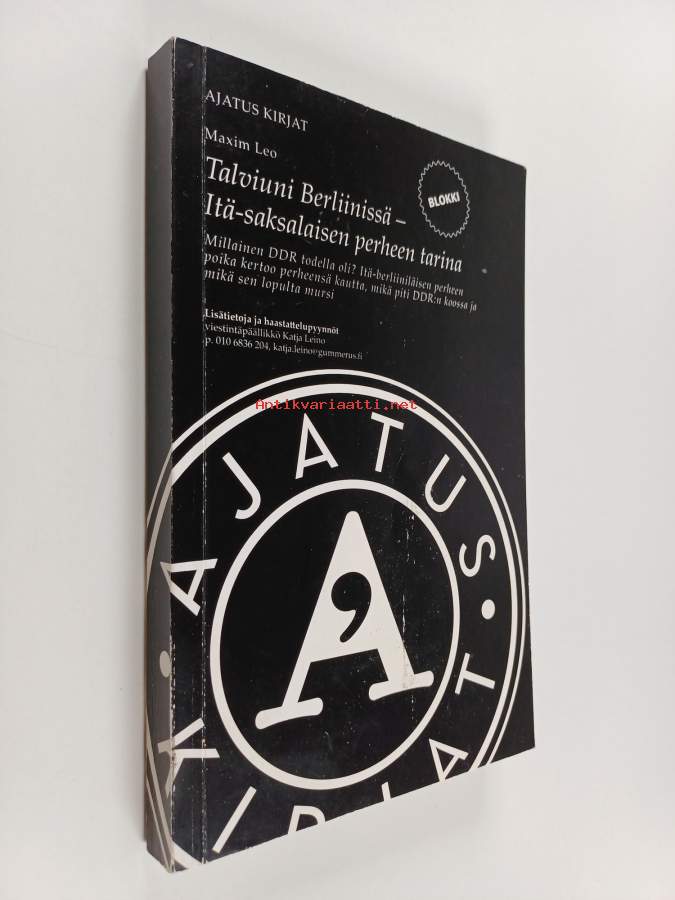 AJATUS KIRJAT
Maxim Leo
Talviuni Berliinissä –
Itä-saksalaisen perheen tarina
BLOKKI
Millainen DDR todella oli? Itä-berliiniläisen perheen
poika kertoo perheensä kautta, mikä piti DDR:n koossa ja
mikä sen lopulta mursi
Lisätietoja ja haastattelupyynnöt
viestintäpäällikkö Katja Leino
p. 010 6836 204, katja.leino@gummerus.fi
Antikvariaatti.net
AJATUS •
KIRJAT •
A